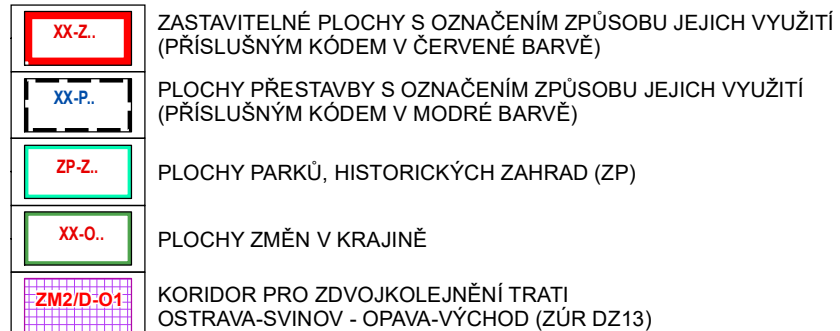 XX-Z..
ZASTAVITELNÉ PLOCHY S OZNAČENÍM ZPŮSOBU JEJICH VYUŽITÍ
(PŘÍSLUŠNÝM KÓDEM V ČERVENÉ BARVĚ)
XX-P..
PLOCHY PŘESTAVBY S OZNAČENÍM ZPŮSOBU JEJICH VYUŽITÍ
(PŘÍSLUŠNÝM KÓDEM V MODRÉ BARVĚ)
ZP-Z..
PLOCHY PARKŮ, HISTORICKÝCH ZAHRAD (ZP)
XX-O..
PLOCHY ZMĚN V KRAJINĚ
ZM2/D-O1
KORIDOR PRO ZDVOJKOLEJNĚNÍ TRATI
OSTRAVA-SVINOV - OPAVA-VÝCHOD (ZÚR DZ13)